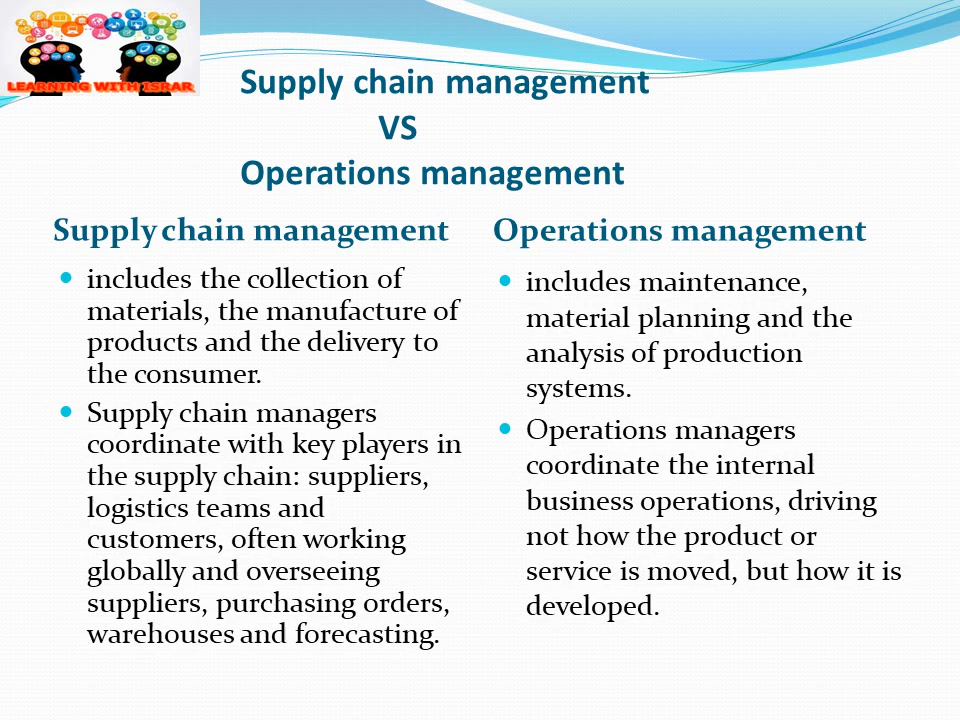 LEARNING WITH ISRAR
Supply chain management
VS
Operations management
Supply chain management
includes the collection of
materials, the manufacture of
products and the delivery to
the consumer.
Supply chain managers
coordinate with key players in
the supply chain: suppliers,
logistics teams and
customers, often working
globally and overseeing
suppliers, purchasing orders,
warehouses and forecasting.
Operations management
includes maintenance,
material planning and the
analysis of production
systems.
Operations managers
coordinate the internal
business operations, driving
not how the product or
service is moved, but how it is
developed.